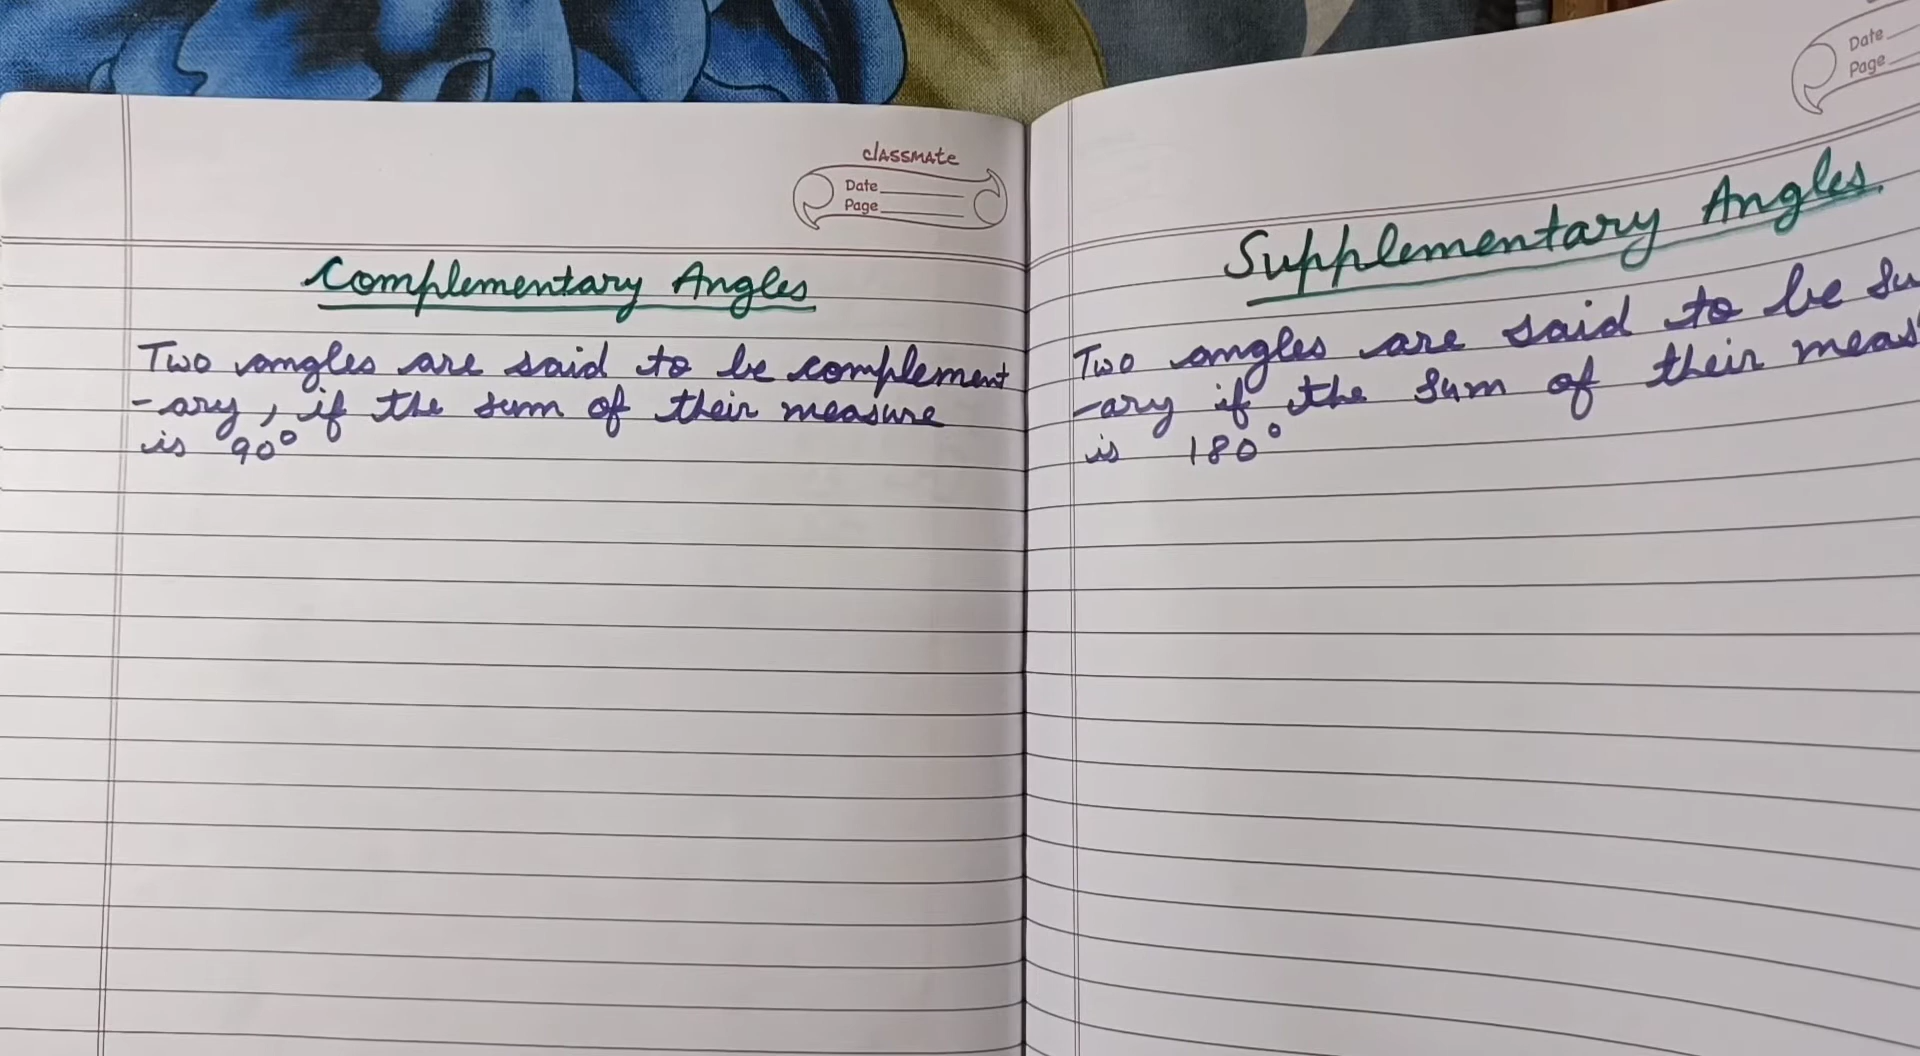 classmate
Date
Page
Complementary Angles
Two angles are said to be complement
-ary, if the sum of their measure
is 90°
Date
Page
Supplementary Angles.
Two angles are said to be Su
-ary if the Sum of their meas
is 180°